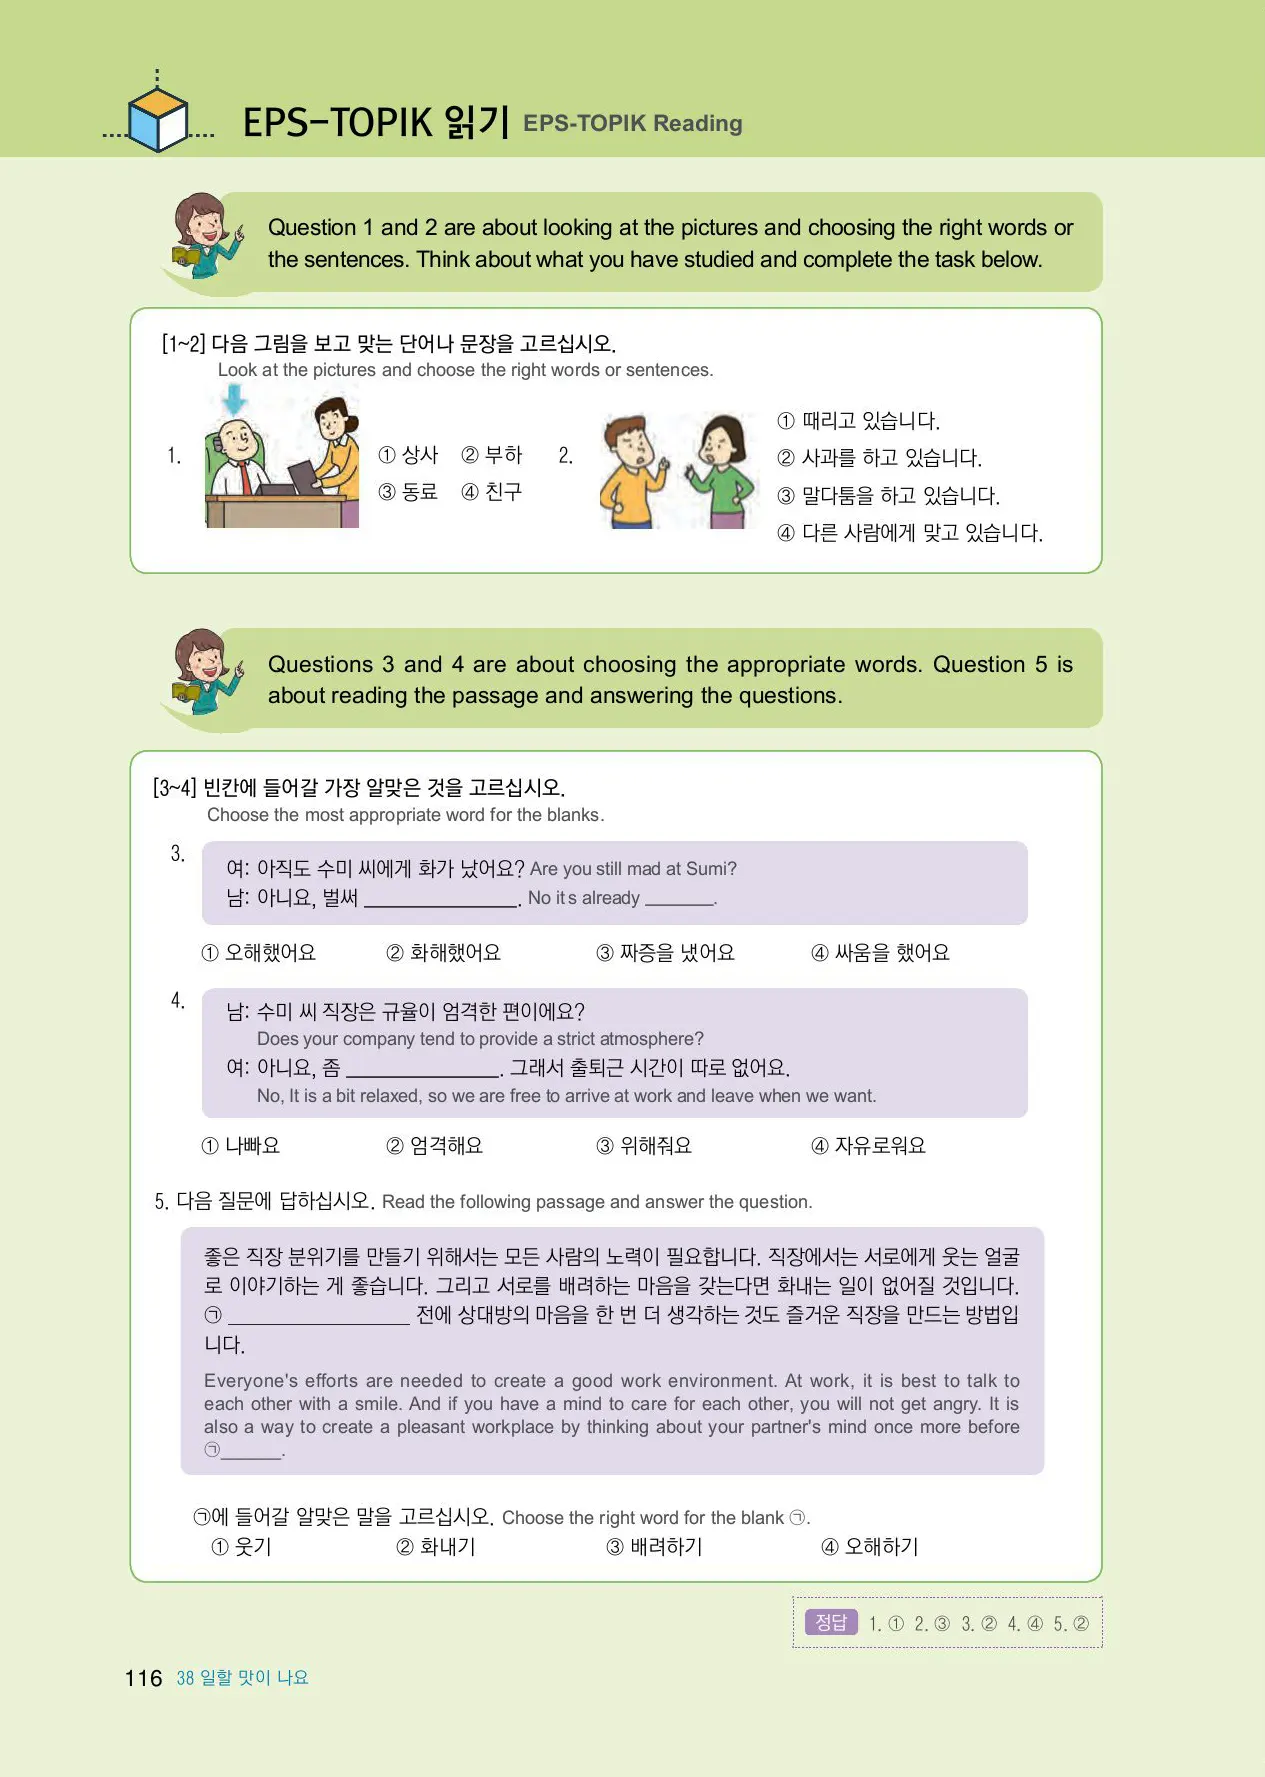 EPS-TOPIK 읽기 EPS-TOPIK Reading
Question 1 and 2 are about looking at the pictures and choosing the right words or
the sentences. Think about what you have studied and complete the task below.
[1~2] 다음 그림을 보고 맞는 단어나 문장을 고르십시오.
Look at the pictures and choose the right words or sentences.
1.
① 상사 ② 부하
③ 동료 ④ 친구
2.
① 때리고 있습니다.
② 사과를 하고 있습니다.
③ 말다툼을 하고 있습니다.
④ 다른 사람에게 맞고 있습니다.
Questions 3 and 4 are about choosing the appropriate words. Question 5 is
about reading the passage and answering the questions.
[3~4] 빈칸에 들어갈 가장 알맞은 것을 고르십시오.
Choose the most appropriate word for the blanks.
3.
여: 아직도 수미 씨에게 화가 났어요? Are you still mad at Sumi?
남: 아니요, 벌써 ______________. No it s already _______.
① 오해했어요 ② 화해했어요 ③ 짜증을 냈어요 ④ 싸움을 했어요
4.
남: 수미 씨 직장은 규율이 엄격한 편이에요?
Does your company tend to provide a strict atmosphere?
여: 아니요, 좀 ______________. 그래서 출퇴근 시간이 따로 없어요.
No, It is a bit relaxed, so we are free to arrive at work and leave when we want.
① 나빠요 ② 엄격해요 ③ 위해줘요 ④ 자유로워요
5. 다음 질문에 답하십시오. Read the following passage and answer the question.
좋은 직장 분위기를 만들기 위해서는 모든 사람의 노력이 필요합니다. 직장에서는 서로에게 웃는 얼굴
로 이야기하는 게 좋습니다. 그리고 서로를 배려하는 마음을 갖는다면 화내는 일이 없어질 것입니다.
㉠ _________________ 전에 상대방의 마음을 한 번 더 생각하는 것도 즐거운 직장을 만드는 방법입
니다.
Everyone's efforts are needed to create a good work environment. At work, it is best to talk to
each other with a smile. And if you have a mind to care for each other, you will not get angry. It is
also a way to create a pleasant workplace by thinking about your partner's mind once more before
㉠______.
㉠에 들어갈 알맞은 말을 고르십시오. Choose the right word for the blank ㉠.
① 웃기 ② 화내기 ③ 배려하기 ④ 오해하기
정답 1. ① 2. ③ 3. ② 4. ④ 5. ②
116 38 일할 맛이 나요